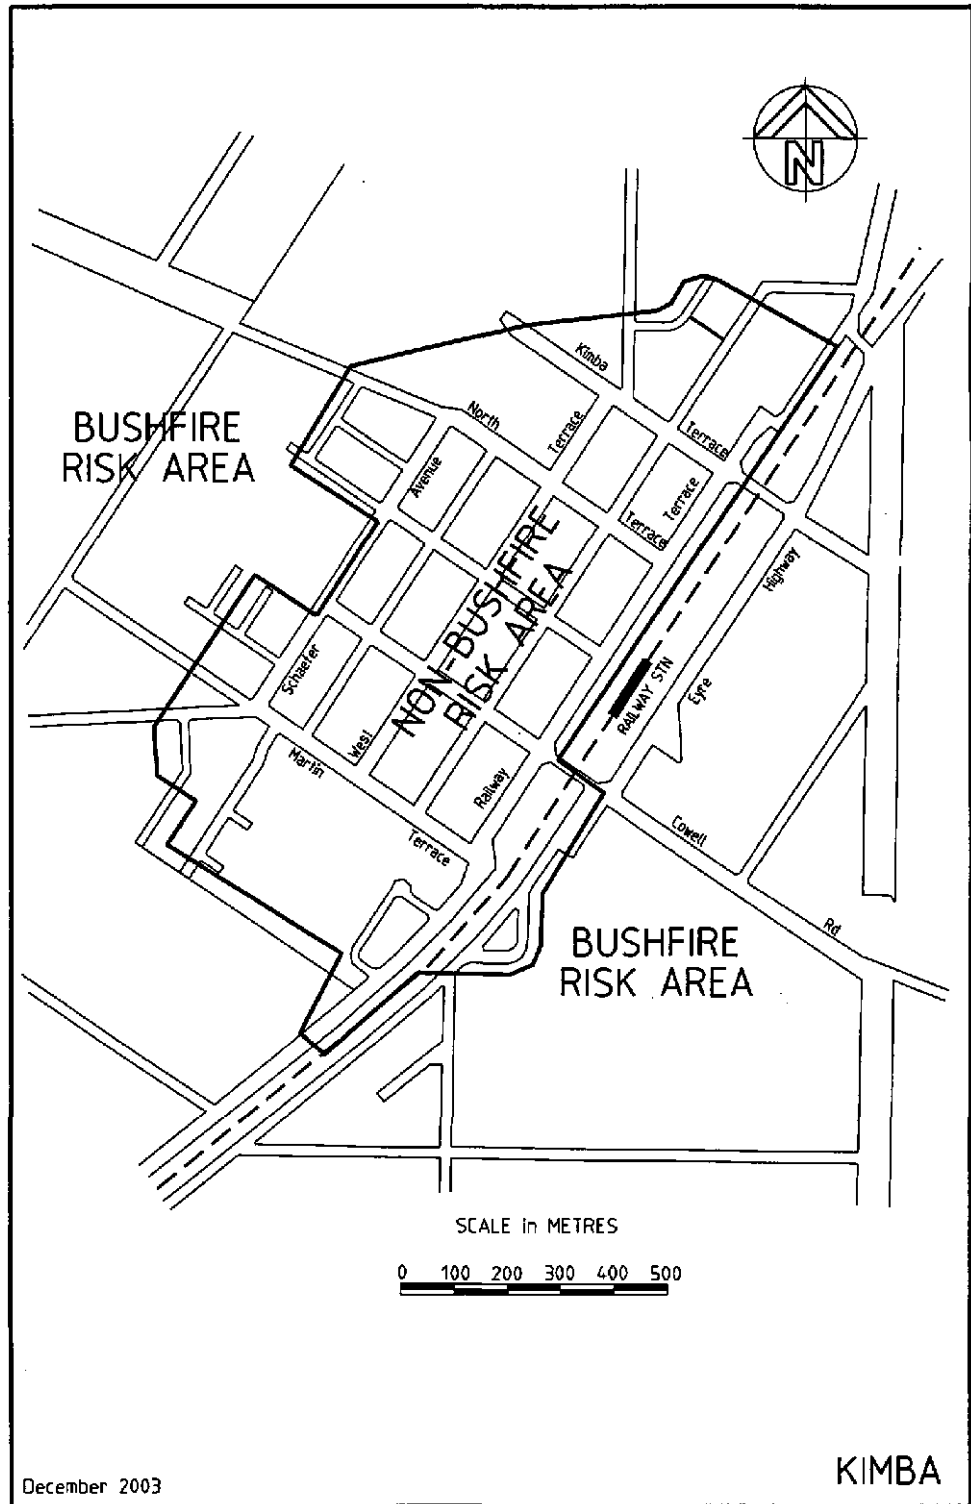 N
Kimba
Terrace
North
Terrace
Terrace
Terrace
BUSHFIRE
RISK AREA
Avenue
Schaefer
NON-BUSHFIRE
RISK AREA
Highway
Eyre
RAILWAY STN
West
Martin
Terrace
Railway
Cowell
Rd
BUSHFIRE
RISK AREA
SCALE in METRES
0 100 200 300 400 500
December 2003
KIMBA